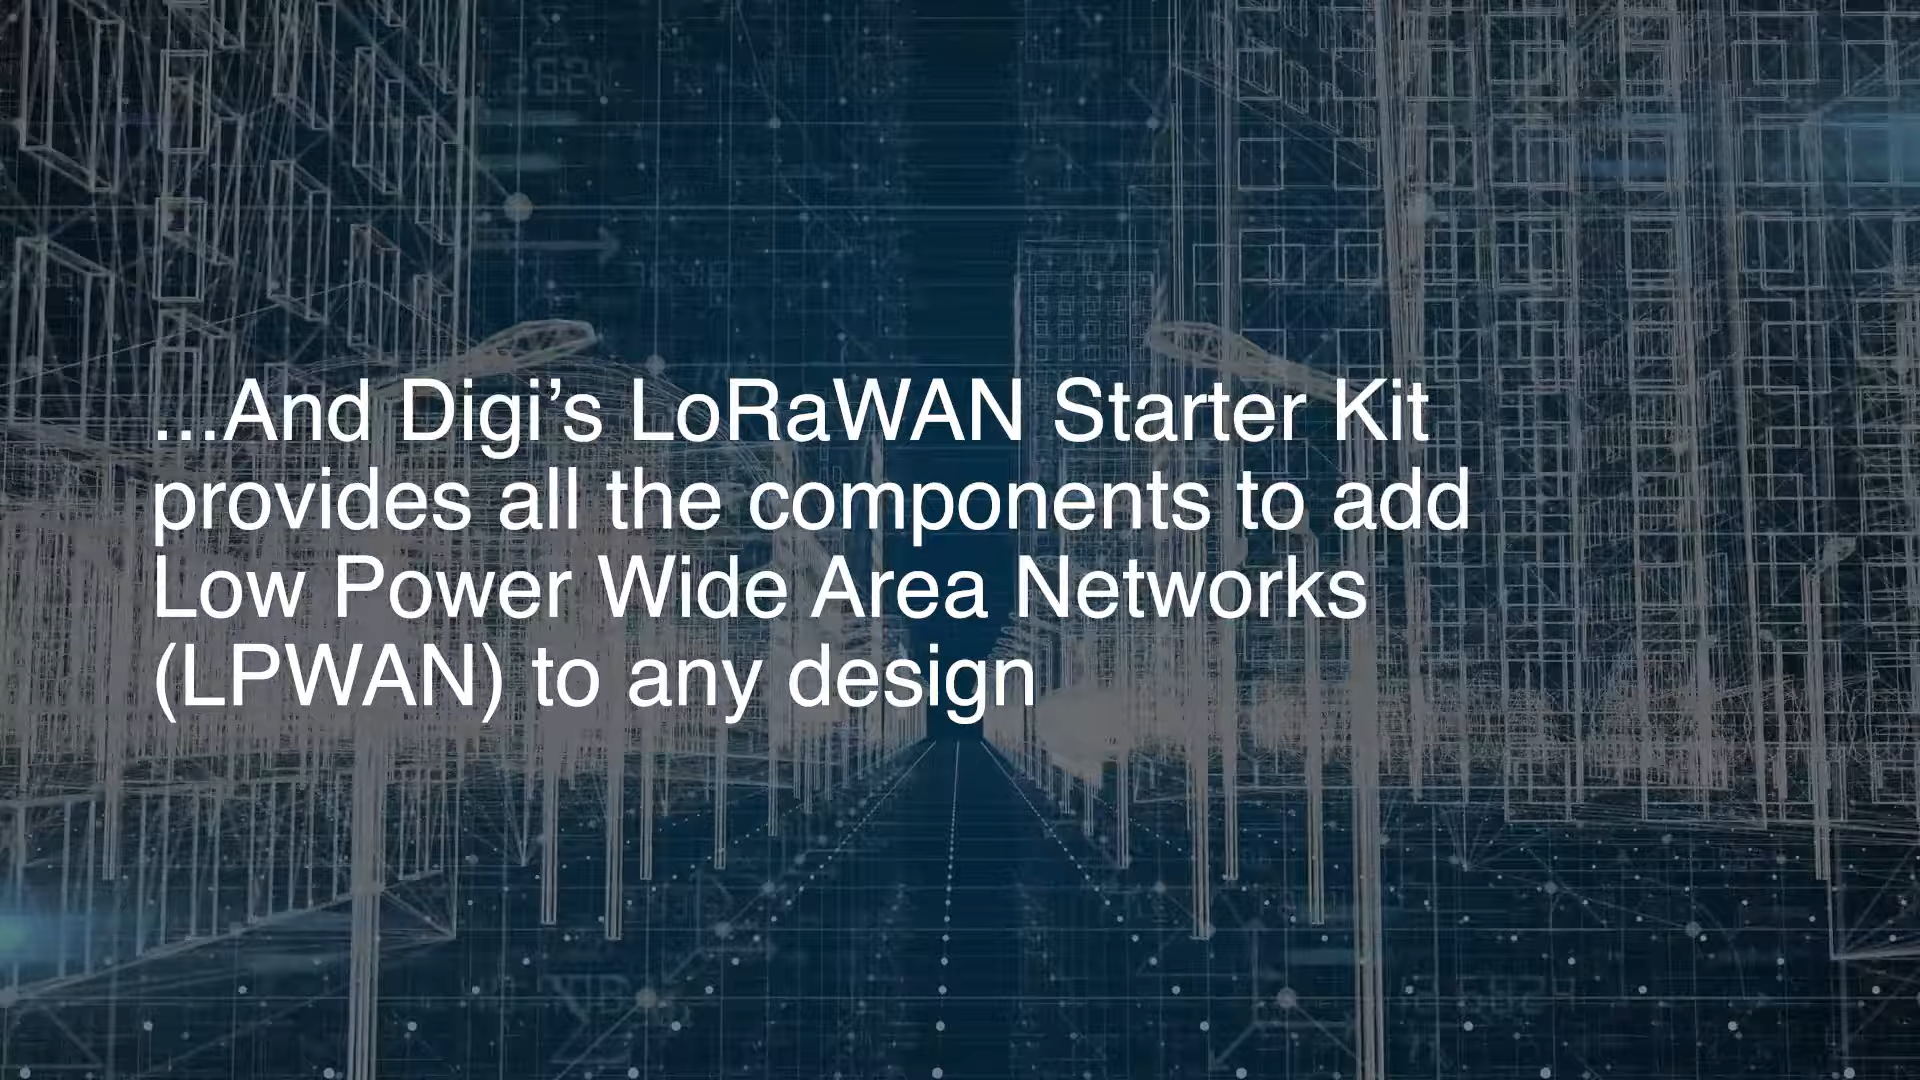 ...And Digi’s LoRaWAN Starter Kit
provides all the components to add
Low Power Wide Area Networks
(LPWAN) to any design